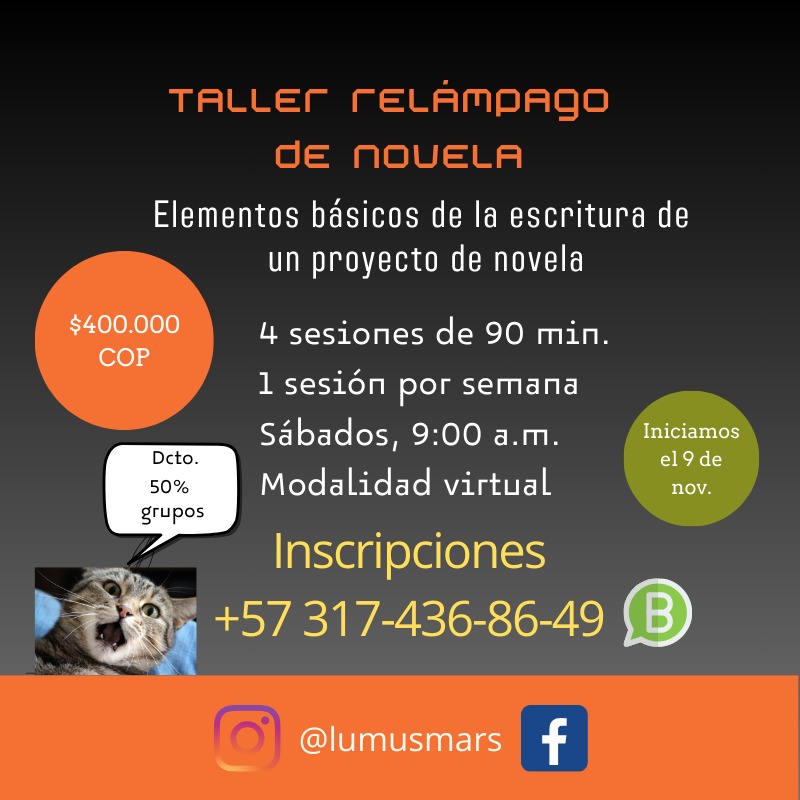 Taller relámpago
de novela
Elementos básicos de la escritura de
un proyecto de novela
$400.000
COP
4 sesiones de 90 min.
1 sesión por semana
Sábados, 9:00 a.m.
Modalidad virtual
Iniciamos
el 9 de
nov.
Dcto.
50%
grupos
Inscripciones
+57 317-436-86-49
B
@lumusmars
f